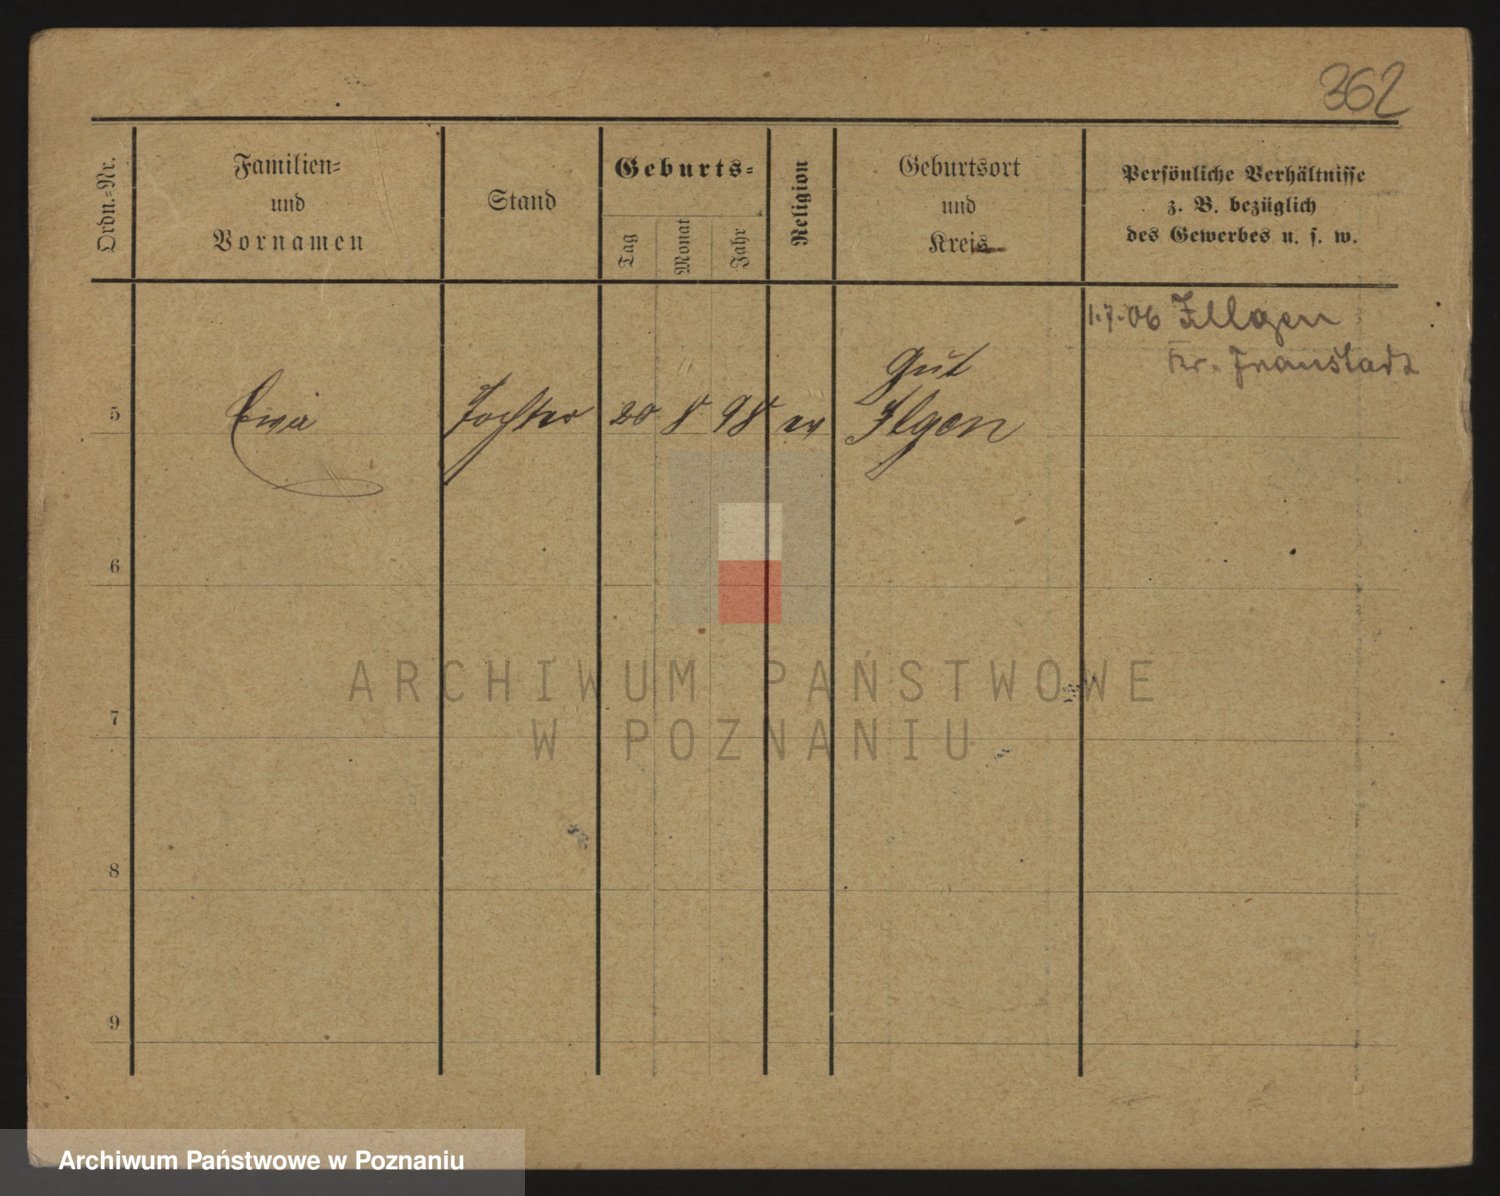 362
Ordn.-Nr.
Familien-
und
Vornamen
Stand
Geburts-
Tag
Monat
Jahr
Religion
Geburtsort
und
Kreis
Persönliche Verhältnisse
z. B. bezüglich
des Gewerbes u. s. w.
1.7.06 Illgen
Kr. Fraustadt
5 Eva Tochter 20 8 98 ev Gut
Ilgen
6
7
8
9
ARCHIWUM PAŃSTWOWE
W POZNANIU
Archiwum Państwowe w Poznaniu